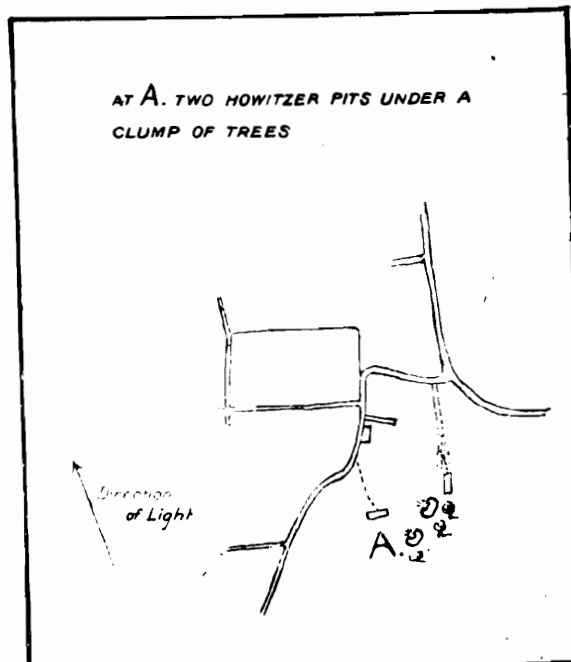 AT A. TWO HOWITZER PITS UNDER A
CLUMP OF TREES
Direction
of Light
A.